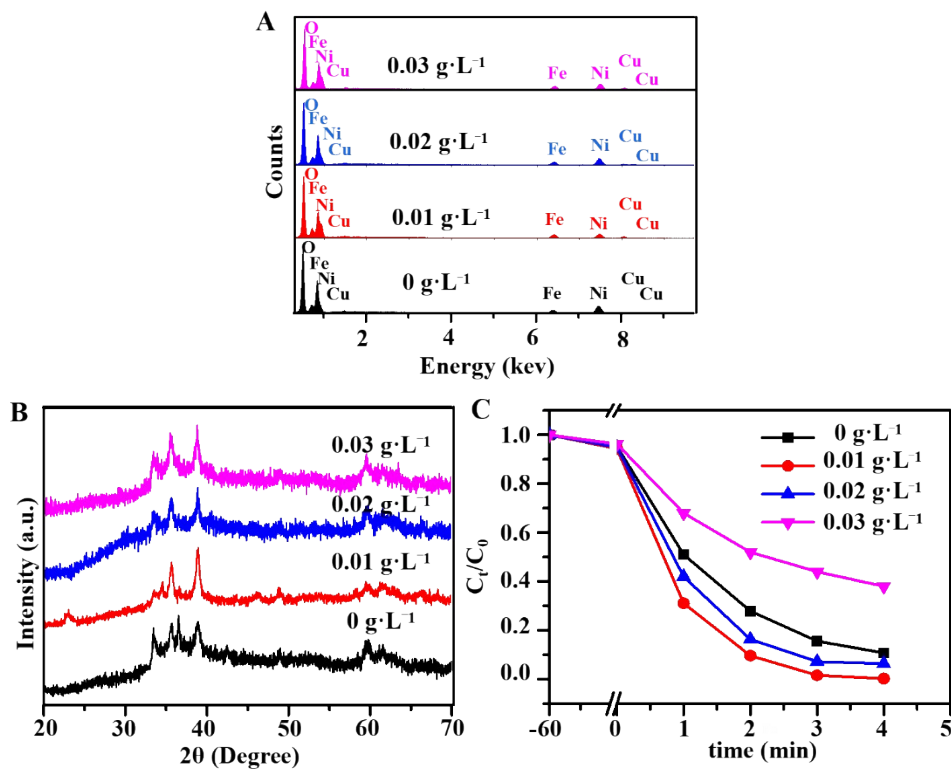 A
O
Fe
Ni
Cu
0.03 g·L⁻¹
Fe
Ni
Cu
Cu
O
Fe
Ni
Cu
0.02 g·L⁻¹
Fe
Ni
Cu
Cu
O
Fe
Ni
Cu
0.01 g·L⁻¹
Fe
Ni
Cu
Cu
O
Fe
Ni
Cu
0 g·L⁻¹
Fe
Ni
Cu
Cu
Counts
2 4 6 8
Energy (kev)
B
0.03 g·L⁻¹
0.02 g·L⁻¹
0.01 g·L⁻¹
0 g·L⁻¹
Intensity (a.u.)
20 30 40 50 60 70
2θ (Degree)
C
1.0
0.8
0.6
0.4
0.2
0.0
Cₜ/C₀
0 g·L⁻¹
0.01 g·L⁻¹
0.02 g·L⁻¹
0.03 g·L⁻¹
-60 0 1 2 3 4 5
time (min)